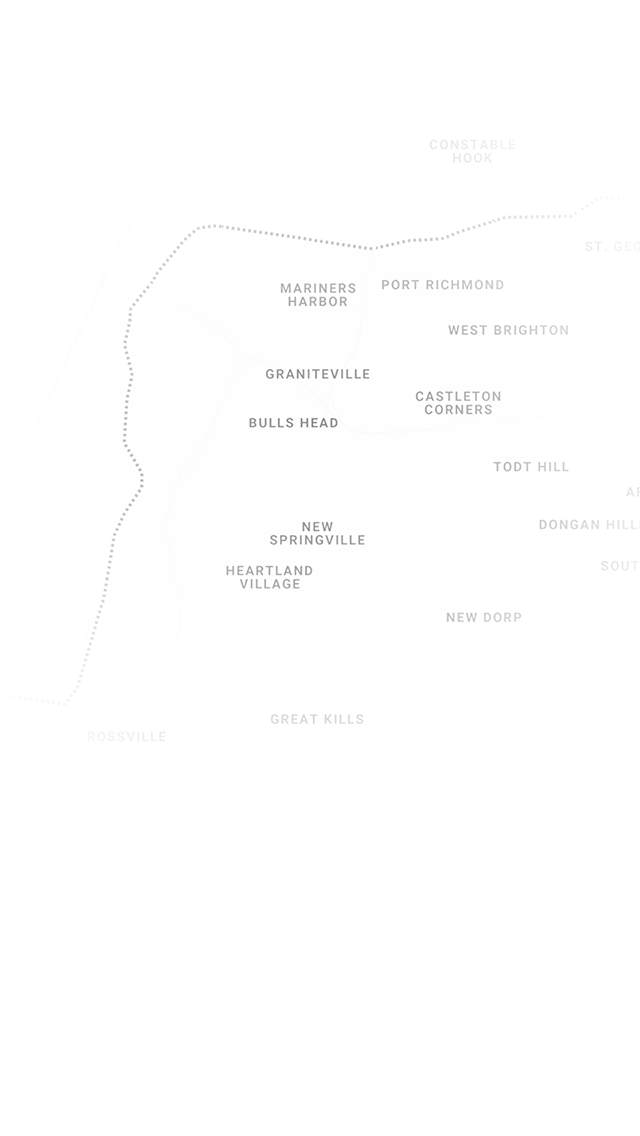 CONSTABLE
HOOK
ST. GEO
MARINERS
HARBOR
PORT RICHMOND
WEST BRIGHTON
GRANITEVILLE
CASTLETON
CORNERS
BULLS HEAD
TODT HILL
AR
DONGAN HILLS
NEW
SPRINGVILLE
SOUT
HEARTLAND
VILLAGE
NEW DORP
GREAT KILLS
ROSSVILLE